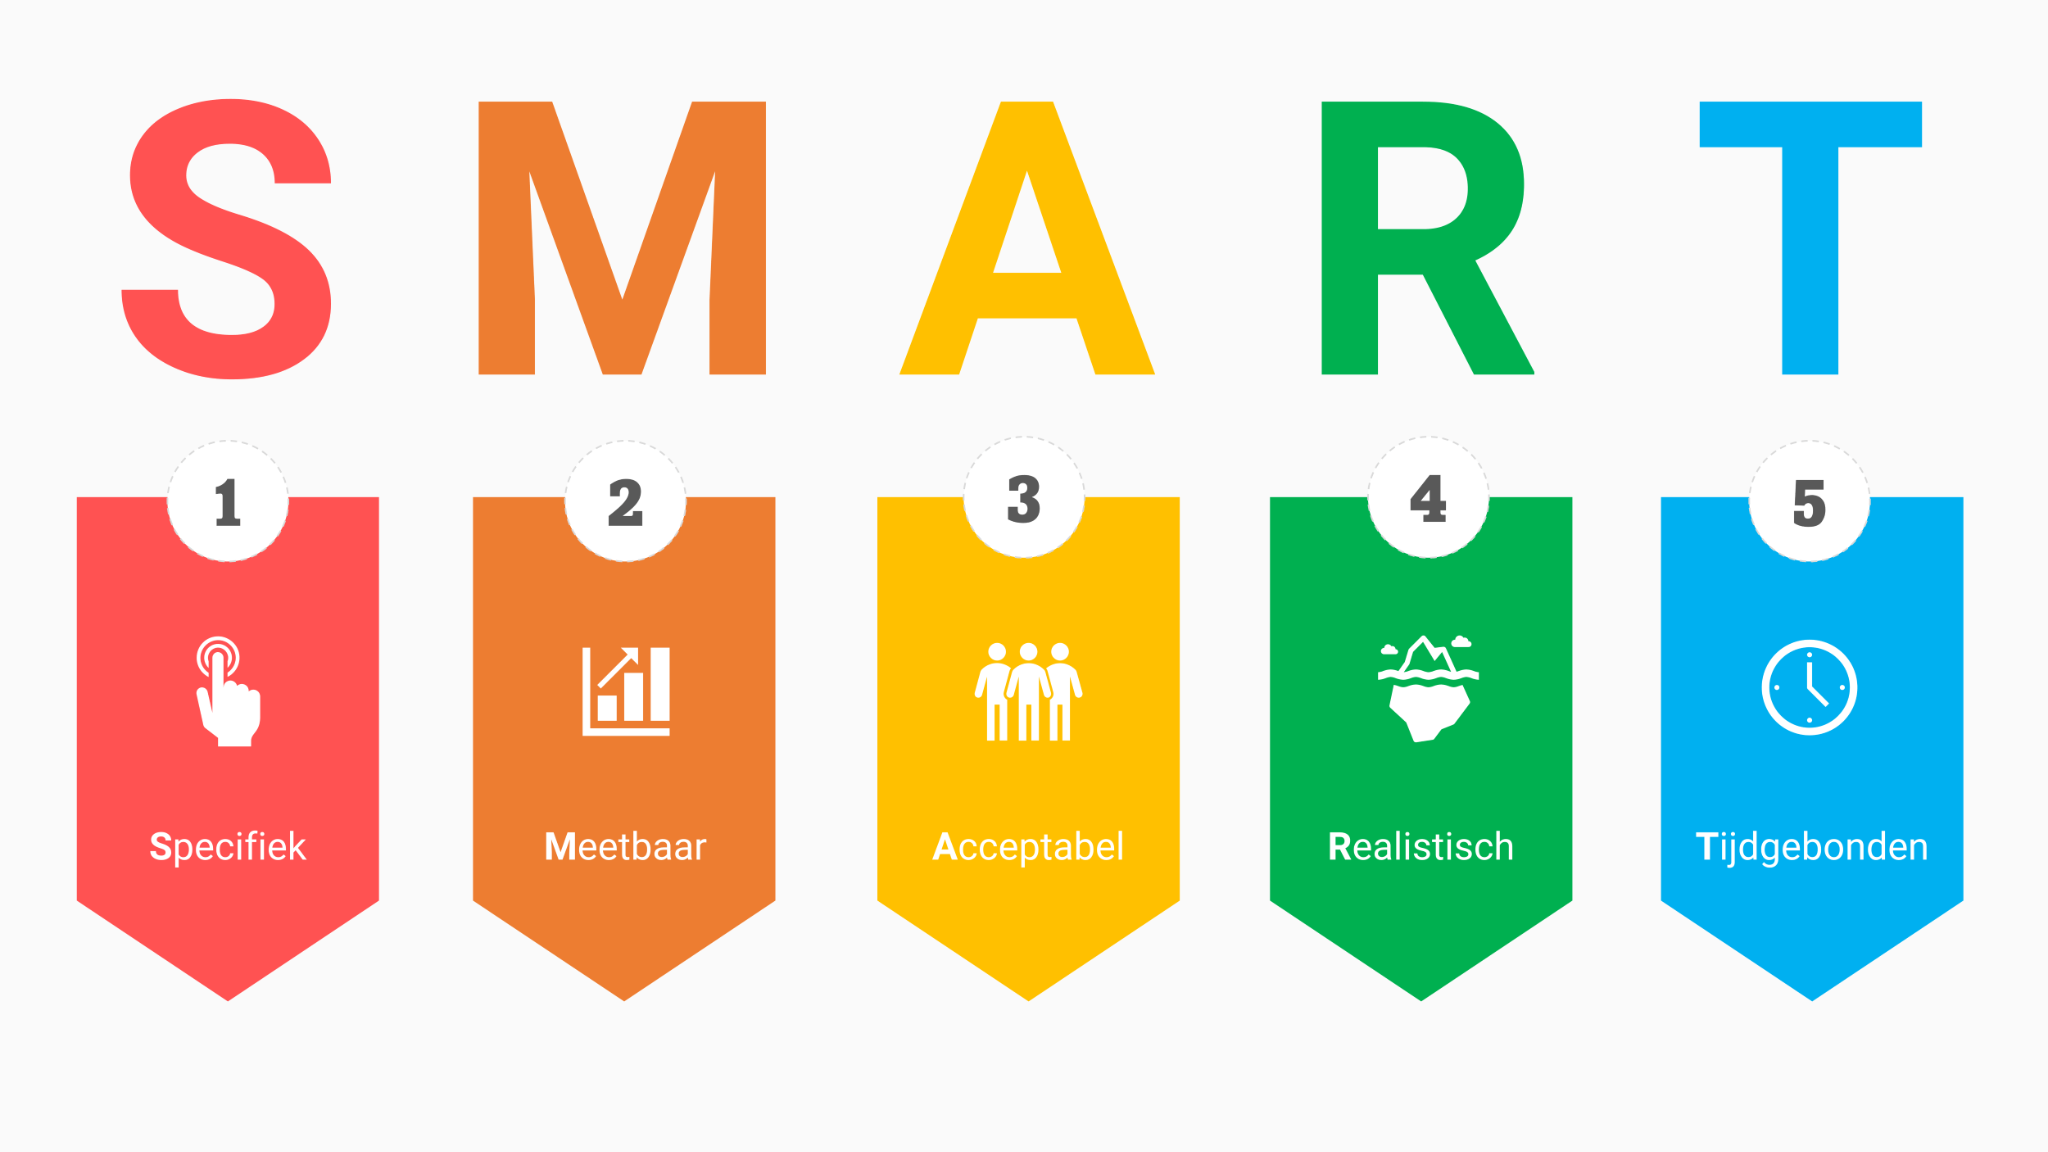 S M A R T
1 2 3 4 5
Specifiek Meetbaar Acceptabel Realistisch Tijdgebonden